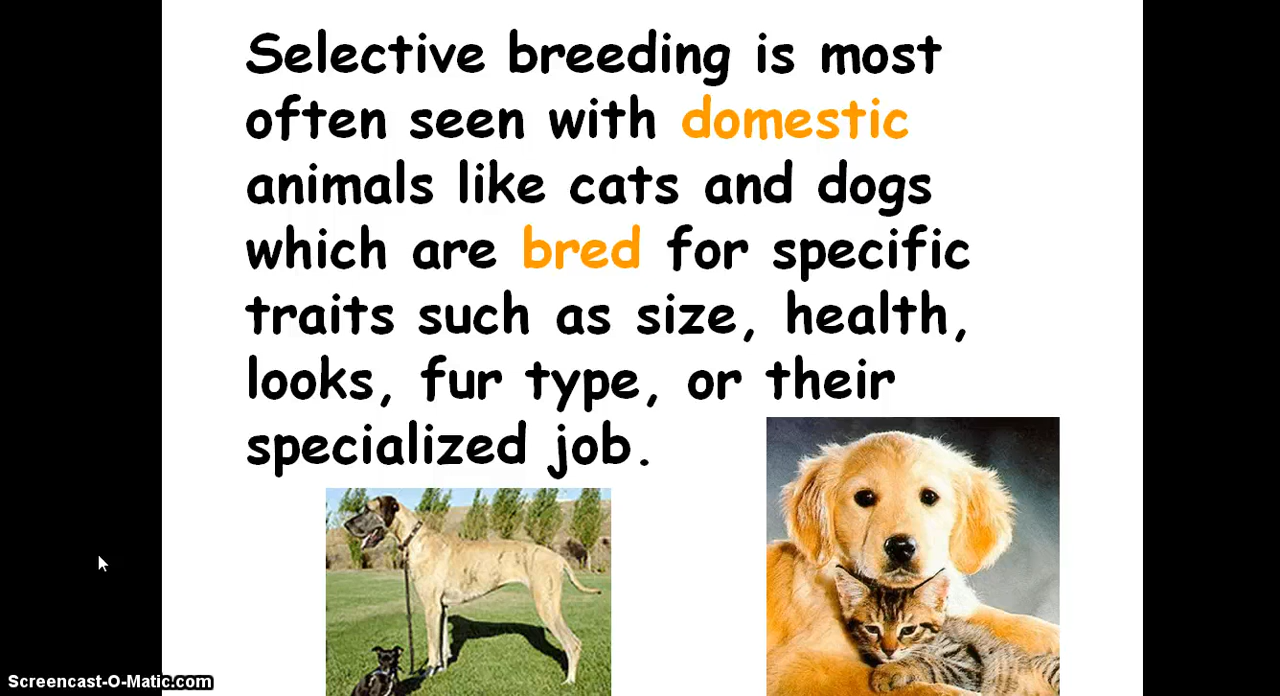 Selective breeding is most
often seen with domestic
animals like cats and dogs
which are bred for specific
traits such as size, health,
looks, fur type, or their
specialized job.
Screencast-O-Matic.com